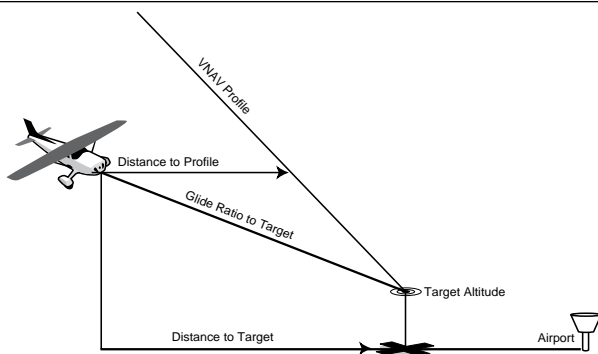 VNAV Profile
Distance to Profile
Glide Ratio to Target
Target Altitude
Distance to Target
Airport